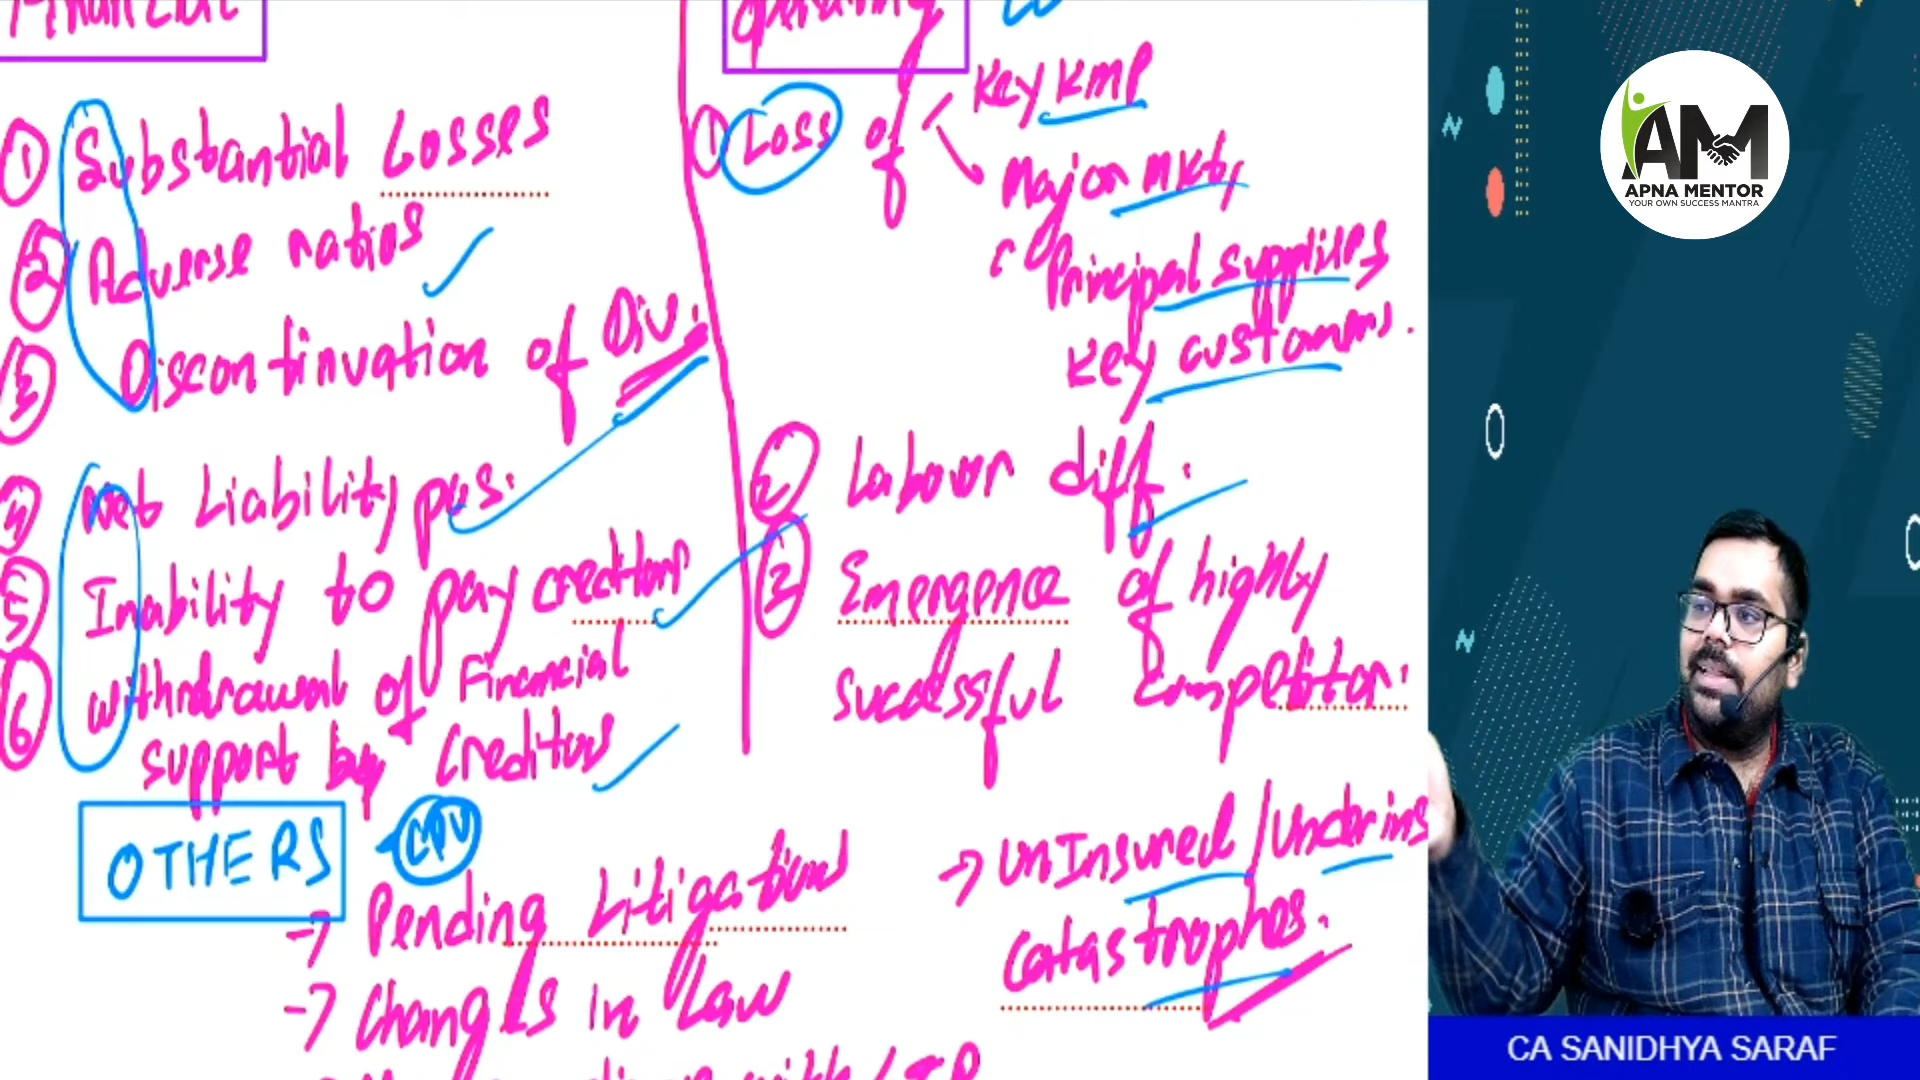 Financial
① Substantial Losses
② Adverse ratios
③ Discontinuation of Div.
④ Net Liability pos.
⑤ Inability to pay creditors
⑥ withdrawal of Financial
support by Creditors
Operating
① Loss of Key KMP
Major Mkt,
Principal suppliers
Key customers.
② Labour diff.
③ Emergence of highly
Successful Competitor.
OTHERS
→ Pending Litigations
→ Changes in Law
→ UnInsured/Underins
Catastrophes.
AM
APNA MENTOR
YOUR OWN SUCCESS MANTRA
CA SANIDHYA SARAF